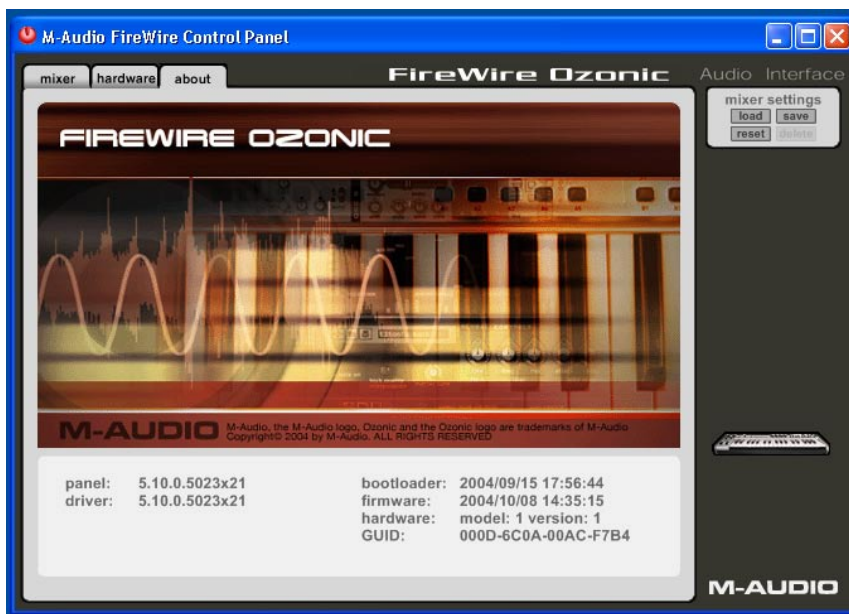 M-Audio FireWire Control Panel
mixer hardware about
FireWire Ozonic Audio Interface
mixer settings
load save
reset delete
FIREWIRE OZONIC
M-AUDIO
M-Audio, the M-Audio logo, Ozonic and the Ozonic logo are trademarks of M-Audio
Copyright© 2004 by M-Audio. ALL RIGHTS RESERVED
panel: 5.10.0.5023x21
driver: 5.10.0.5023x21
bootloader: 2004/09/15 17:56:44
firmware: 2004/10/08 14:35:15
hardware: model: 1 version: 1
GUID: 000D-6C0A-00AC-F7B4
M-AUDIO